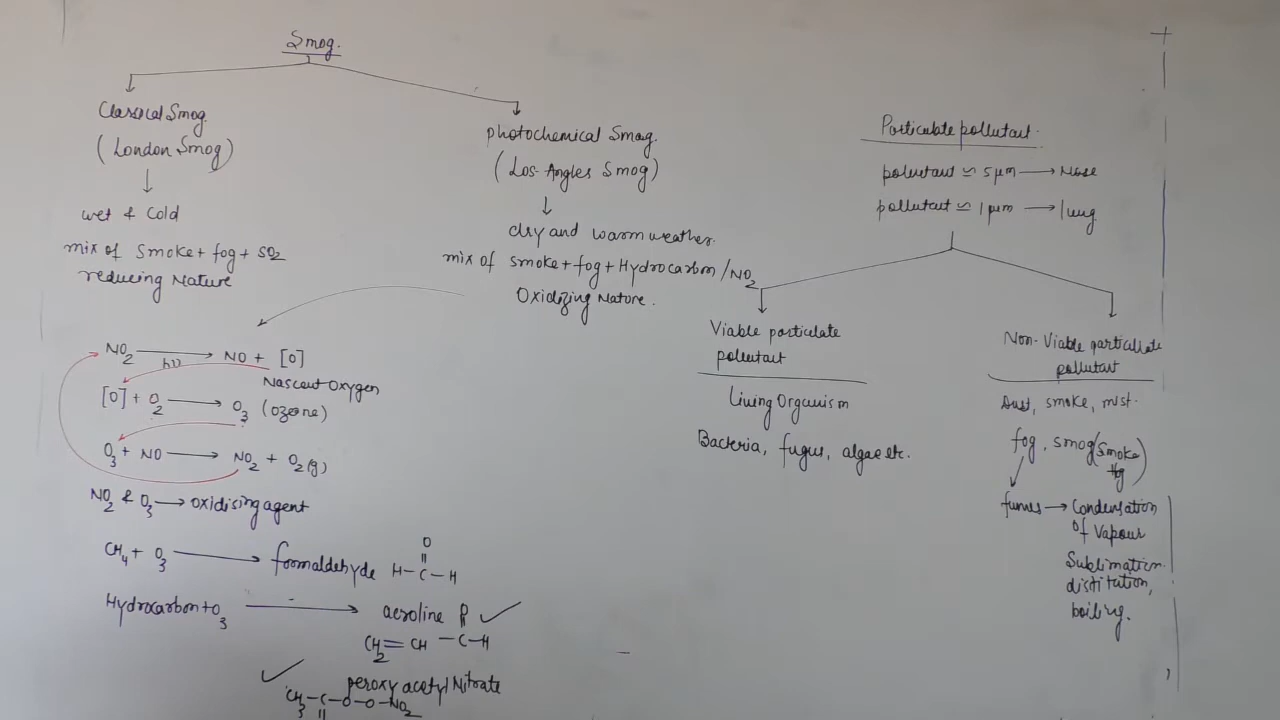 Smog.
Classical Smog.
(London Smog)
wet & Cold
mix of Smoke + fog + SO2
reducing Nature
photochemical Smog.
(Los-Angles Smog)
dry and warm weather.
mix of smoke + fog + Hydrocarbon/NO2
Oxidizing Nature.
NO2 hν → NO + [O]
Nascent Oxygen
[O] + O2 → O3 (Ozone)
O3 + NO → NO2 + O2(g)
NO2 & O3 → oxidising agent
CH4 + O3 → formaldehyde
O
H-C-H
Hydrocarbon + O3 → acroline
CH2=CH-C-H
peroxy acetyl Nitrate
CH3-C-O-O-NO2
Particulate pollutant.
pollutant ≃ 5μm → Nose
pollutant ≃ 1μm → lung
Viable particulate
pollutant
Living Organism
Bacteria, fugus, algae etc.
Non-Viable particulate
pollutant
Dust, smoke, mist.
fog, smog (Smoke
fog)
fumes → Condensation
of Vapour
Sublimation
distitution,
boiling.